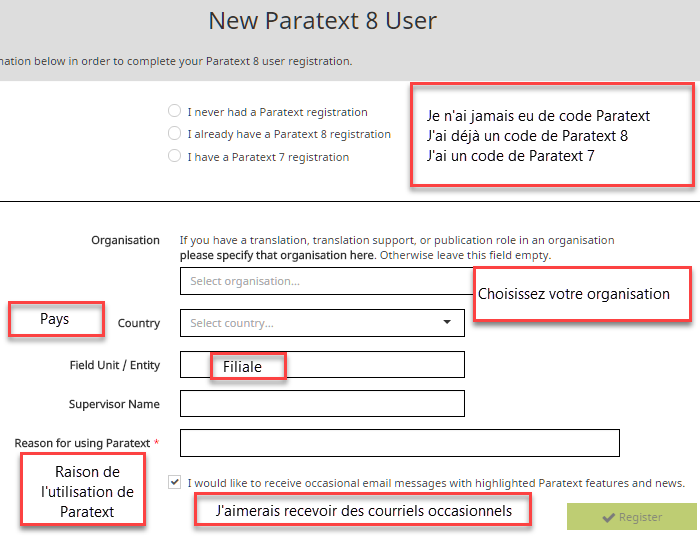 New Paratext 8 User
nation below in order to complete your Paratext 8 user registration.
I never had a Paratext registration
I already have a Paratext 8 registration
I have a Paratext 7 registration
Je n'ai jamais eu de code Paratext
J'ai déjà un code de Paratext 8
J'ai un code de Paratext 7
Organisation
If you have a translation, translation support, or publication role in an organisation
please specify that organisation here. Otherwise leave this field empty.
Select organisation...
Choisissez votre organisation
Pays
Country
Select country...
Field Unit / Entity
Filiale
Supervisor Name
Reason for using Paratext *
Raison de
l'utilisation de
Paratext
I would like to receive occasional email messages with highlighted Paratext features and news.
J'aimerais recevoir des courriels occasionnels
Register